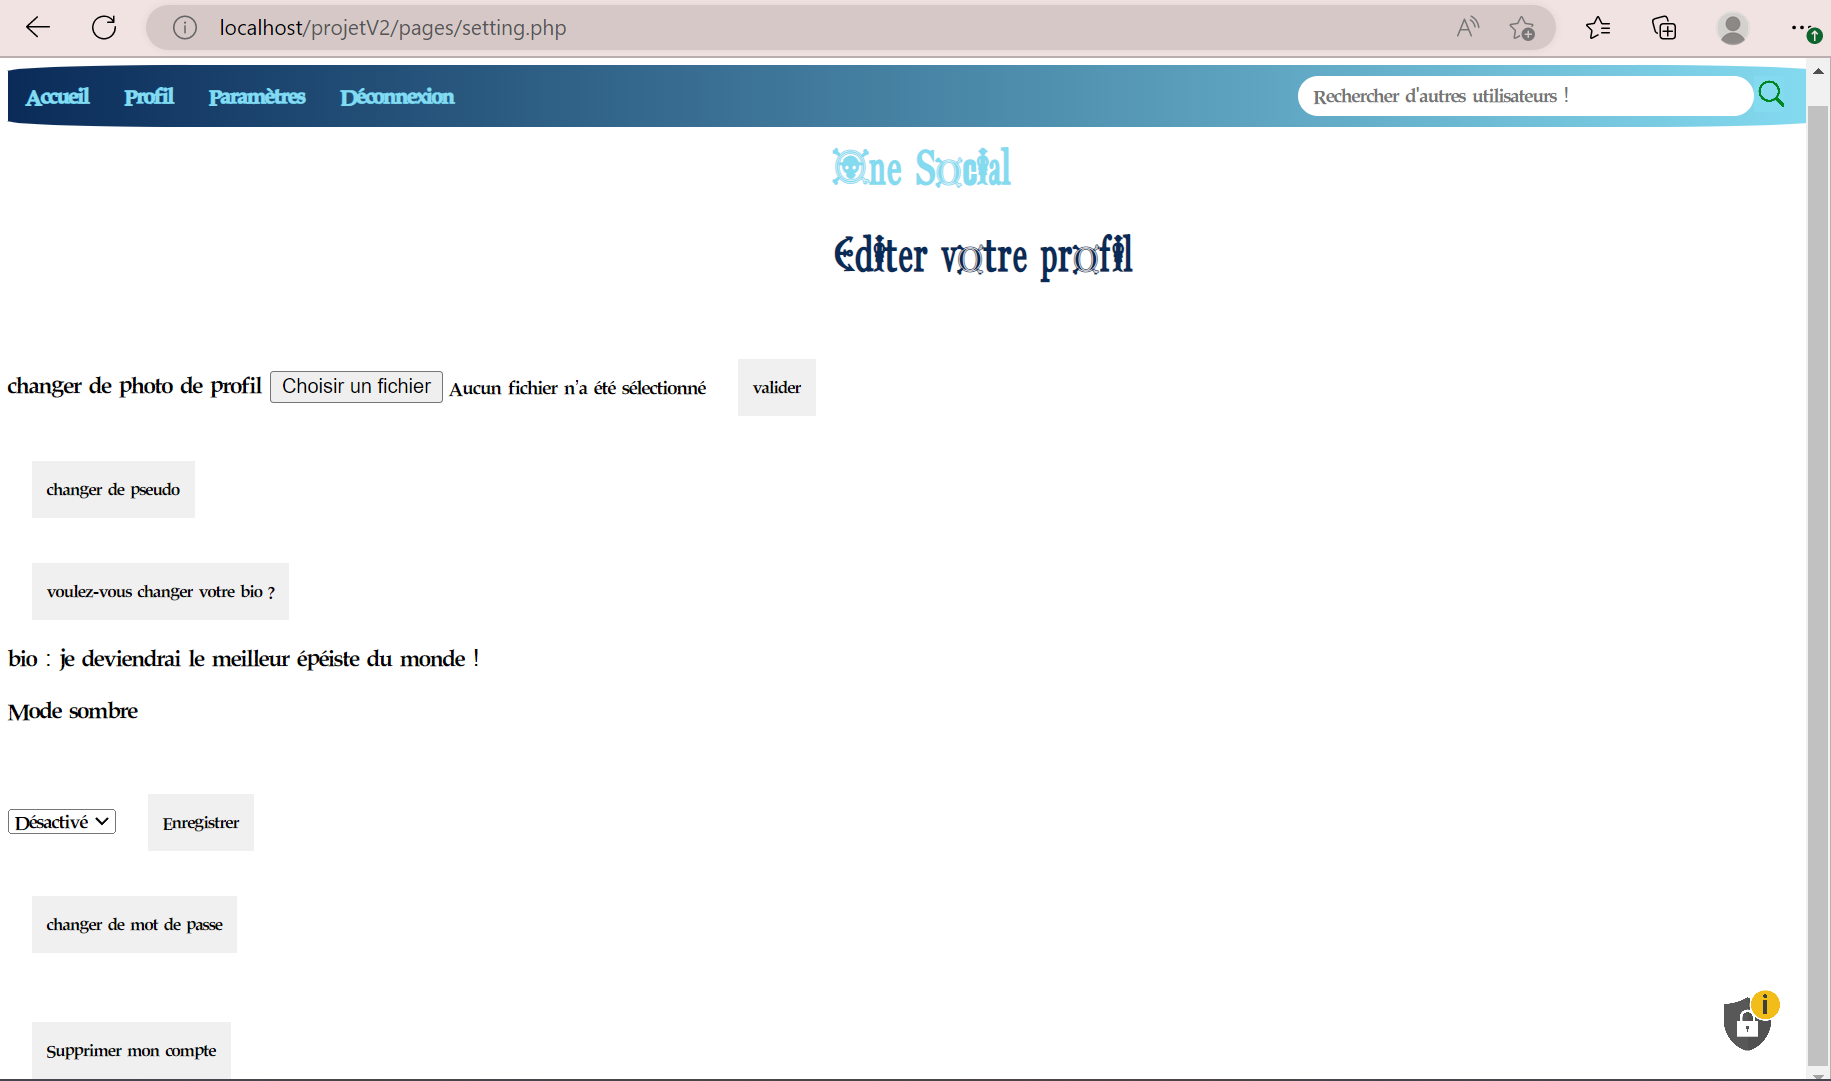 localhost/projetV2/pages/setting.php
Accueil Profil Paramètres Déconnexion Rechercher d'autres utilisateurs !
One Social
Editer votre profil
changer de photo de profil Choisir un fichier Aucun fichier n'a été sélectionné valider
changer de pseudo
voulez-vous changer votre bio ?
bio : je deviendrai le meilleur épéiste du monde !
Mode sombre
Désactivé Enregistrer
changer de mot de passe
Supprimer mon compte